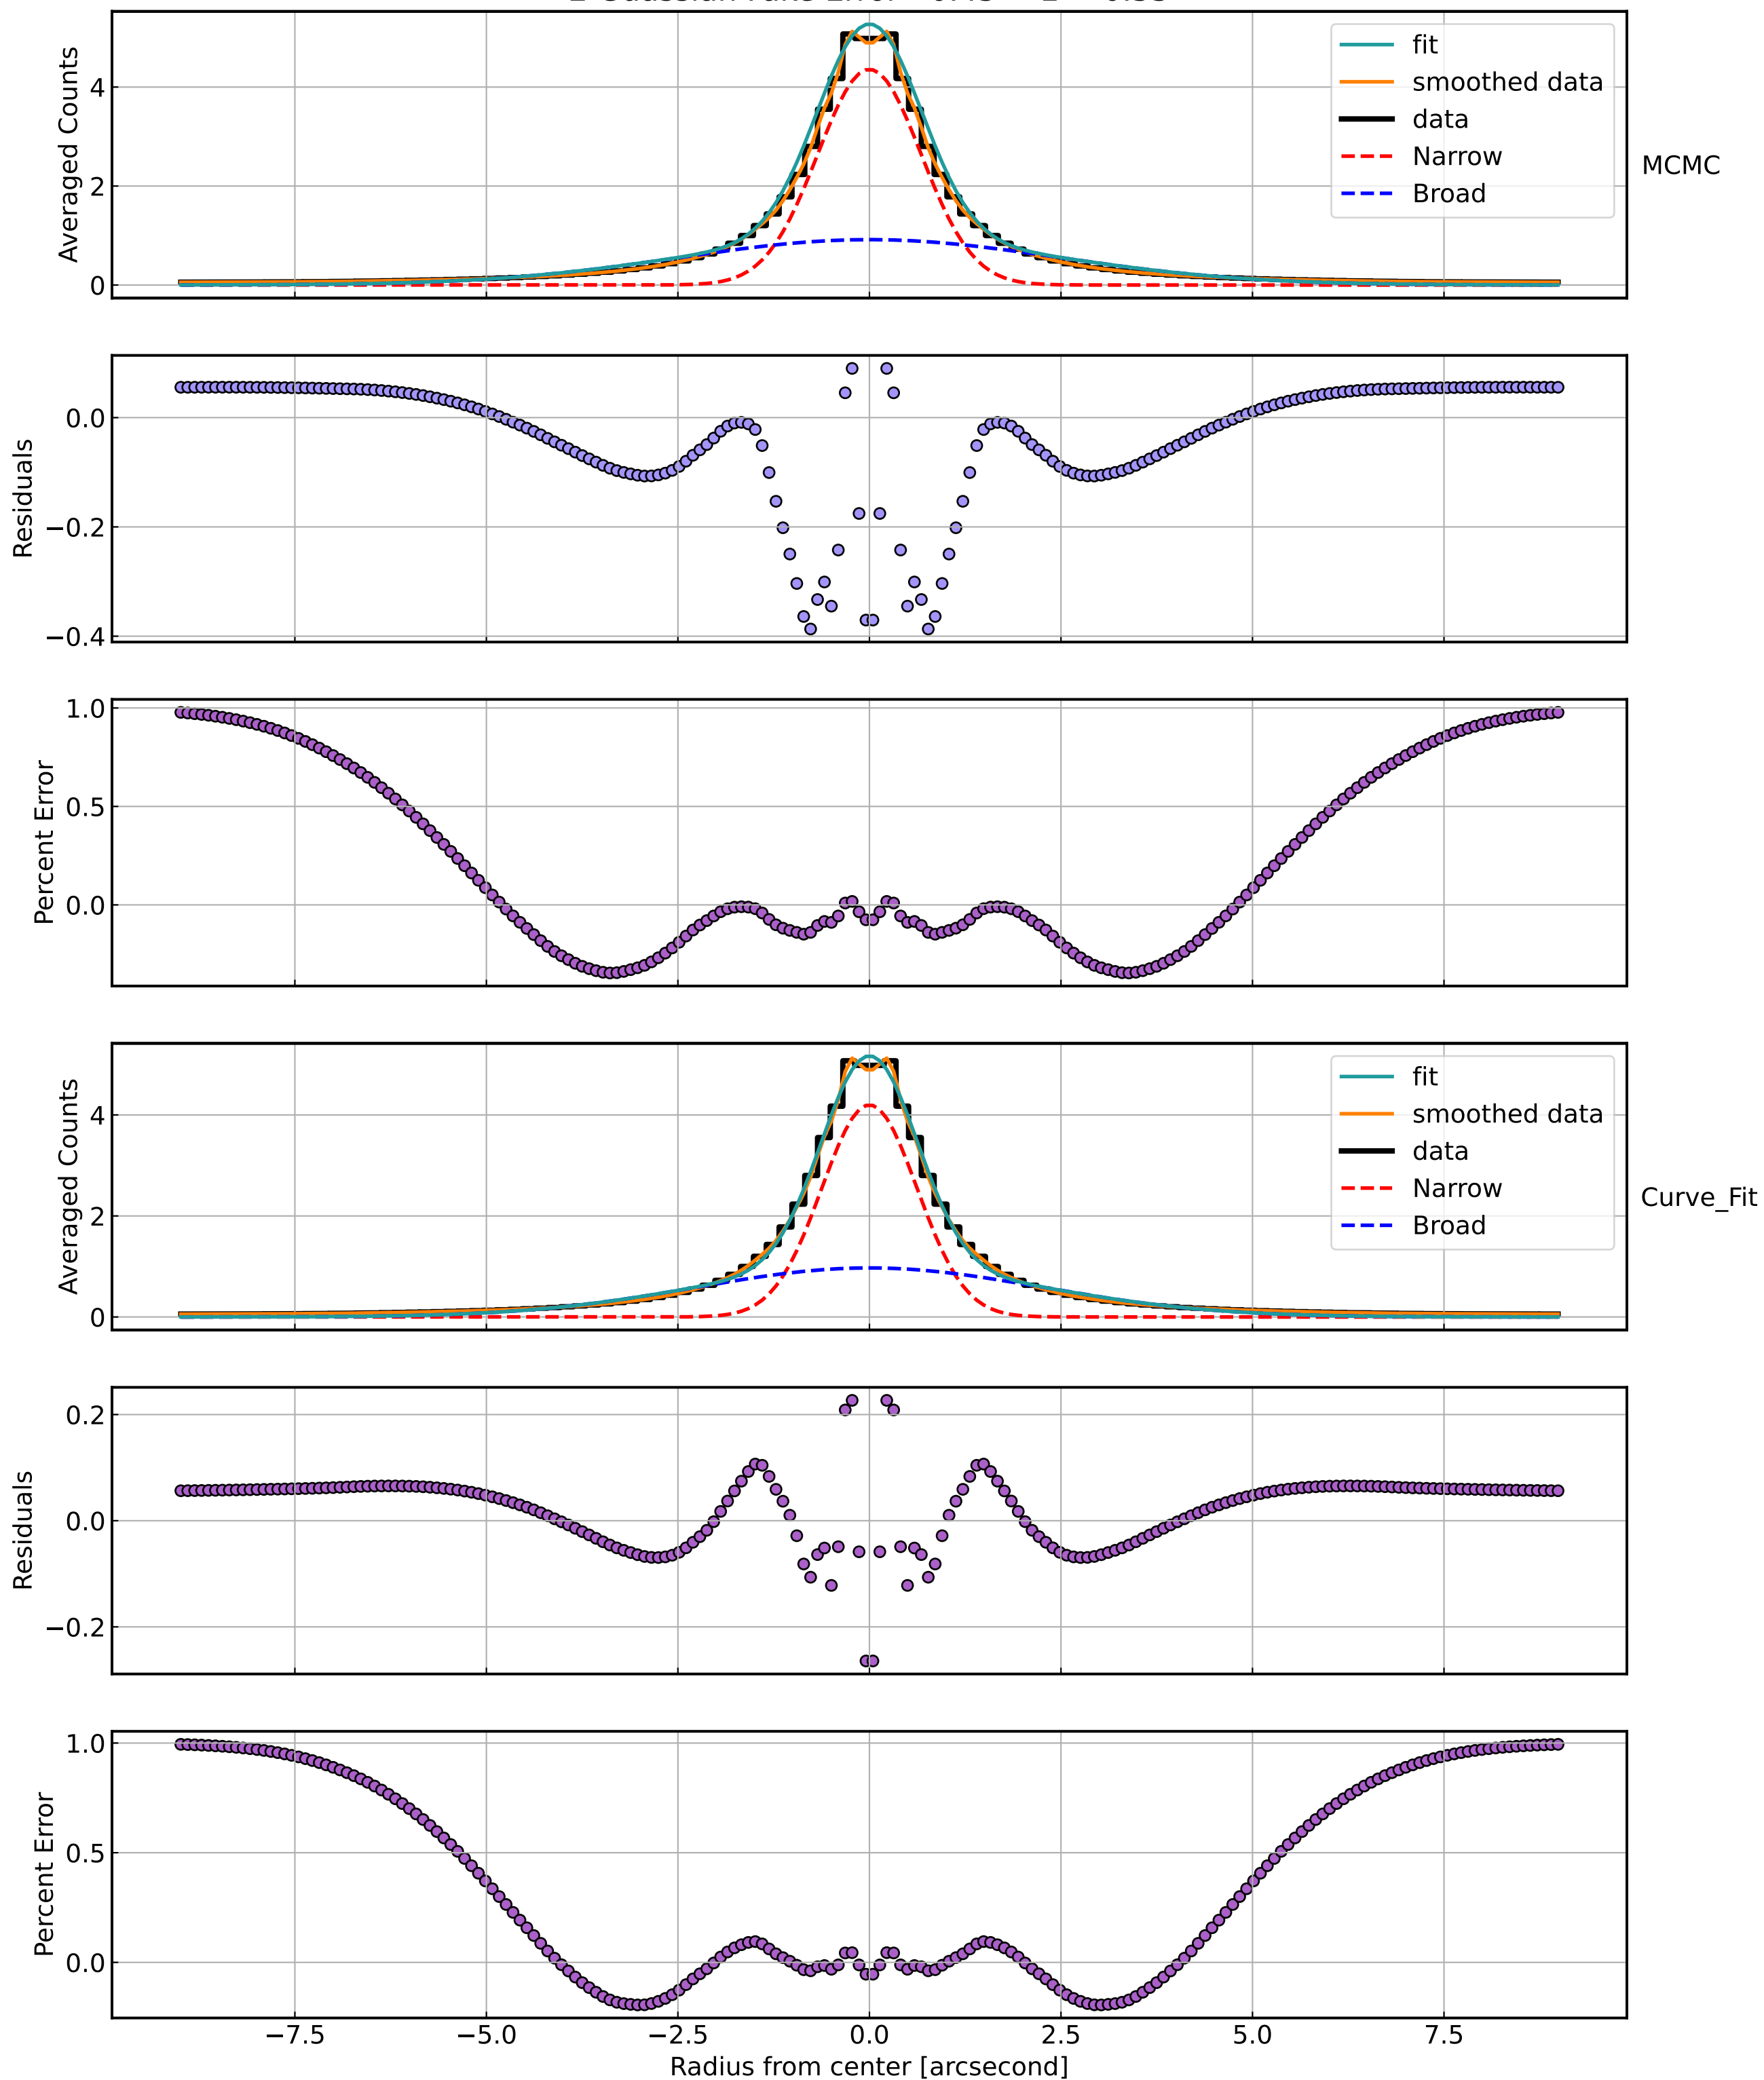 Averaged Counts
4
2
0
fit
smoothed data
data
Narrow
Broad
MCMC
Residuals
0.0
−0.2
−0.4
Percent Error
1.0
0.5
0.0
Averaged Counts
4
2
0
fit
smoothed data
data
Narrow
Broad
Curve_Fit
Residuals
0.2
0.0
−0.2
Percent Error
1.0
0.5
0.0
−7.5 −5.0 −2.5 0.0 2.5 5.0 7.5
Radius from center [arcsecond]